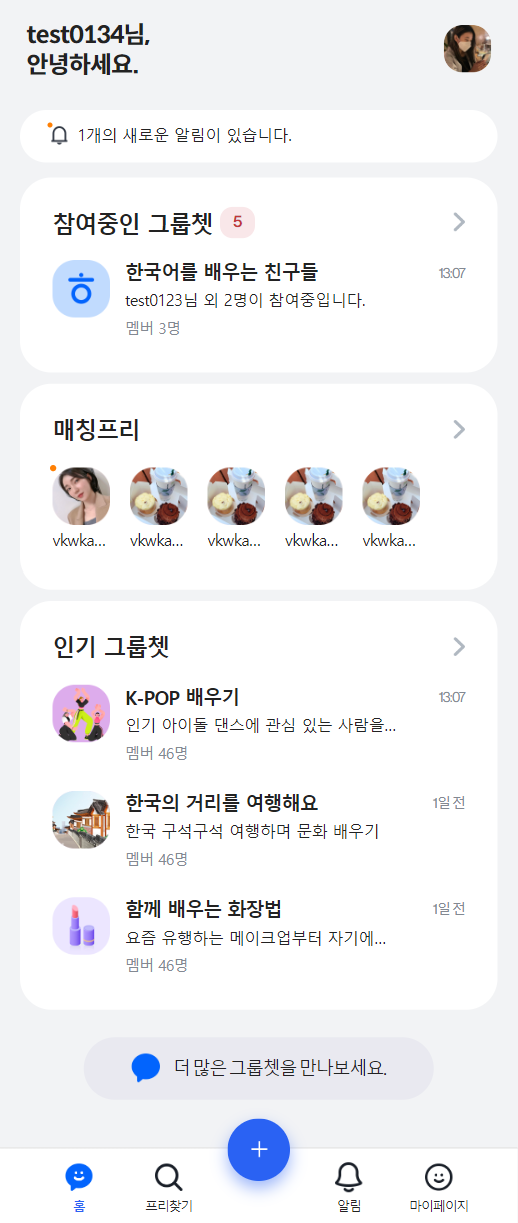 test0134님,
안녕하세요.
1개의 새로운 알림이 있습니다.
참여중인 그룹쳇 5
한국어를 배우는 친구들 13:07
test0123님 외 2명이 참여중입니다.
멤버 3명
ㅎ
매칭프리
vkwka... vkwka... vkwka... vkwka... vkwka...
인기 그룹쳇
K-POP 배우기 13:07
인기 아이돌 댄스에 관심 있는 사람을...
멤버 46명
한국의 거리를 여행해요 1일 전
한국 구석구석 여행하며 문화 배우기
멤버 46명
함께 배우는 화장법 1일 전
요즘 유행하는 메이크업부터 자기에...
멤버 46명
더 많은 그룹쳇을 만나보세요.
홈 프리찾기 알림 마이페이지